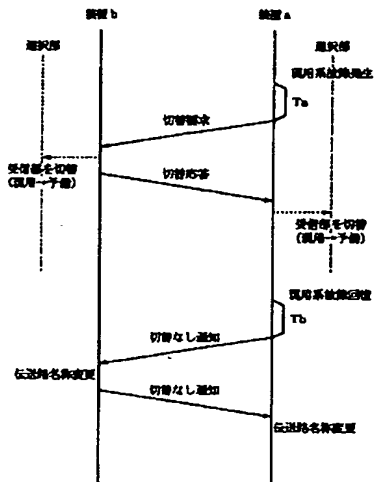 装置b
装置a
選択部
選択部
現用系故障発生
Ta
切替要求
受信部を切替
(現用→予備)
切替応答
受信部を切替
(現用→予備)
現用系故障回復
Tb
切替なし通知
伝送路名称変更
切替なし通知
伝送路名称変更